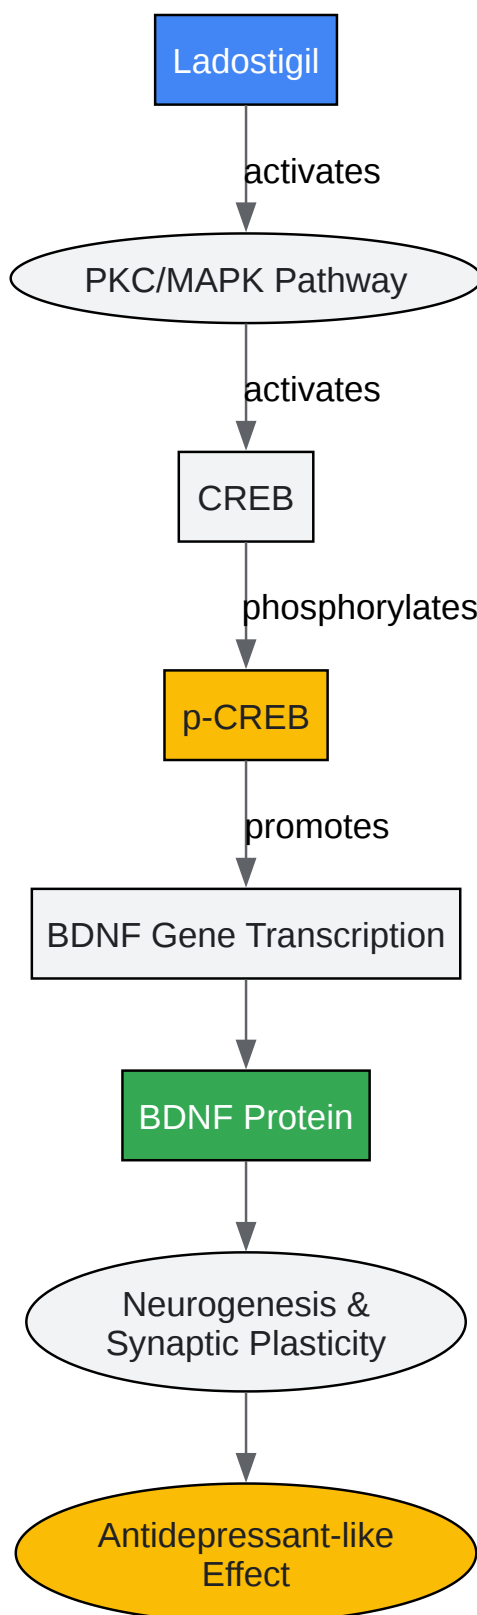 Ladostigil
activates
PKC/MAPK Pathway
activates
CREB
phosphorylates
p-CREB
promotes
BDNF Gene Transcription
BDNF Protein
Neurogenesis &
Synaptic Plasticity
Antidepressant-like
Effect